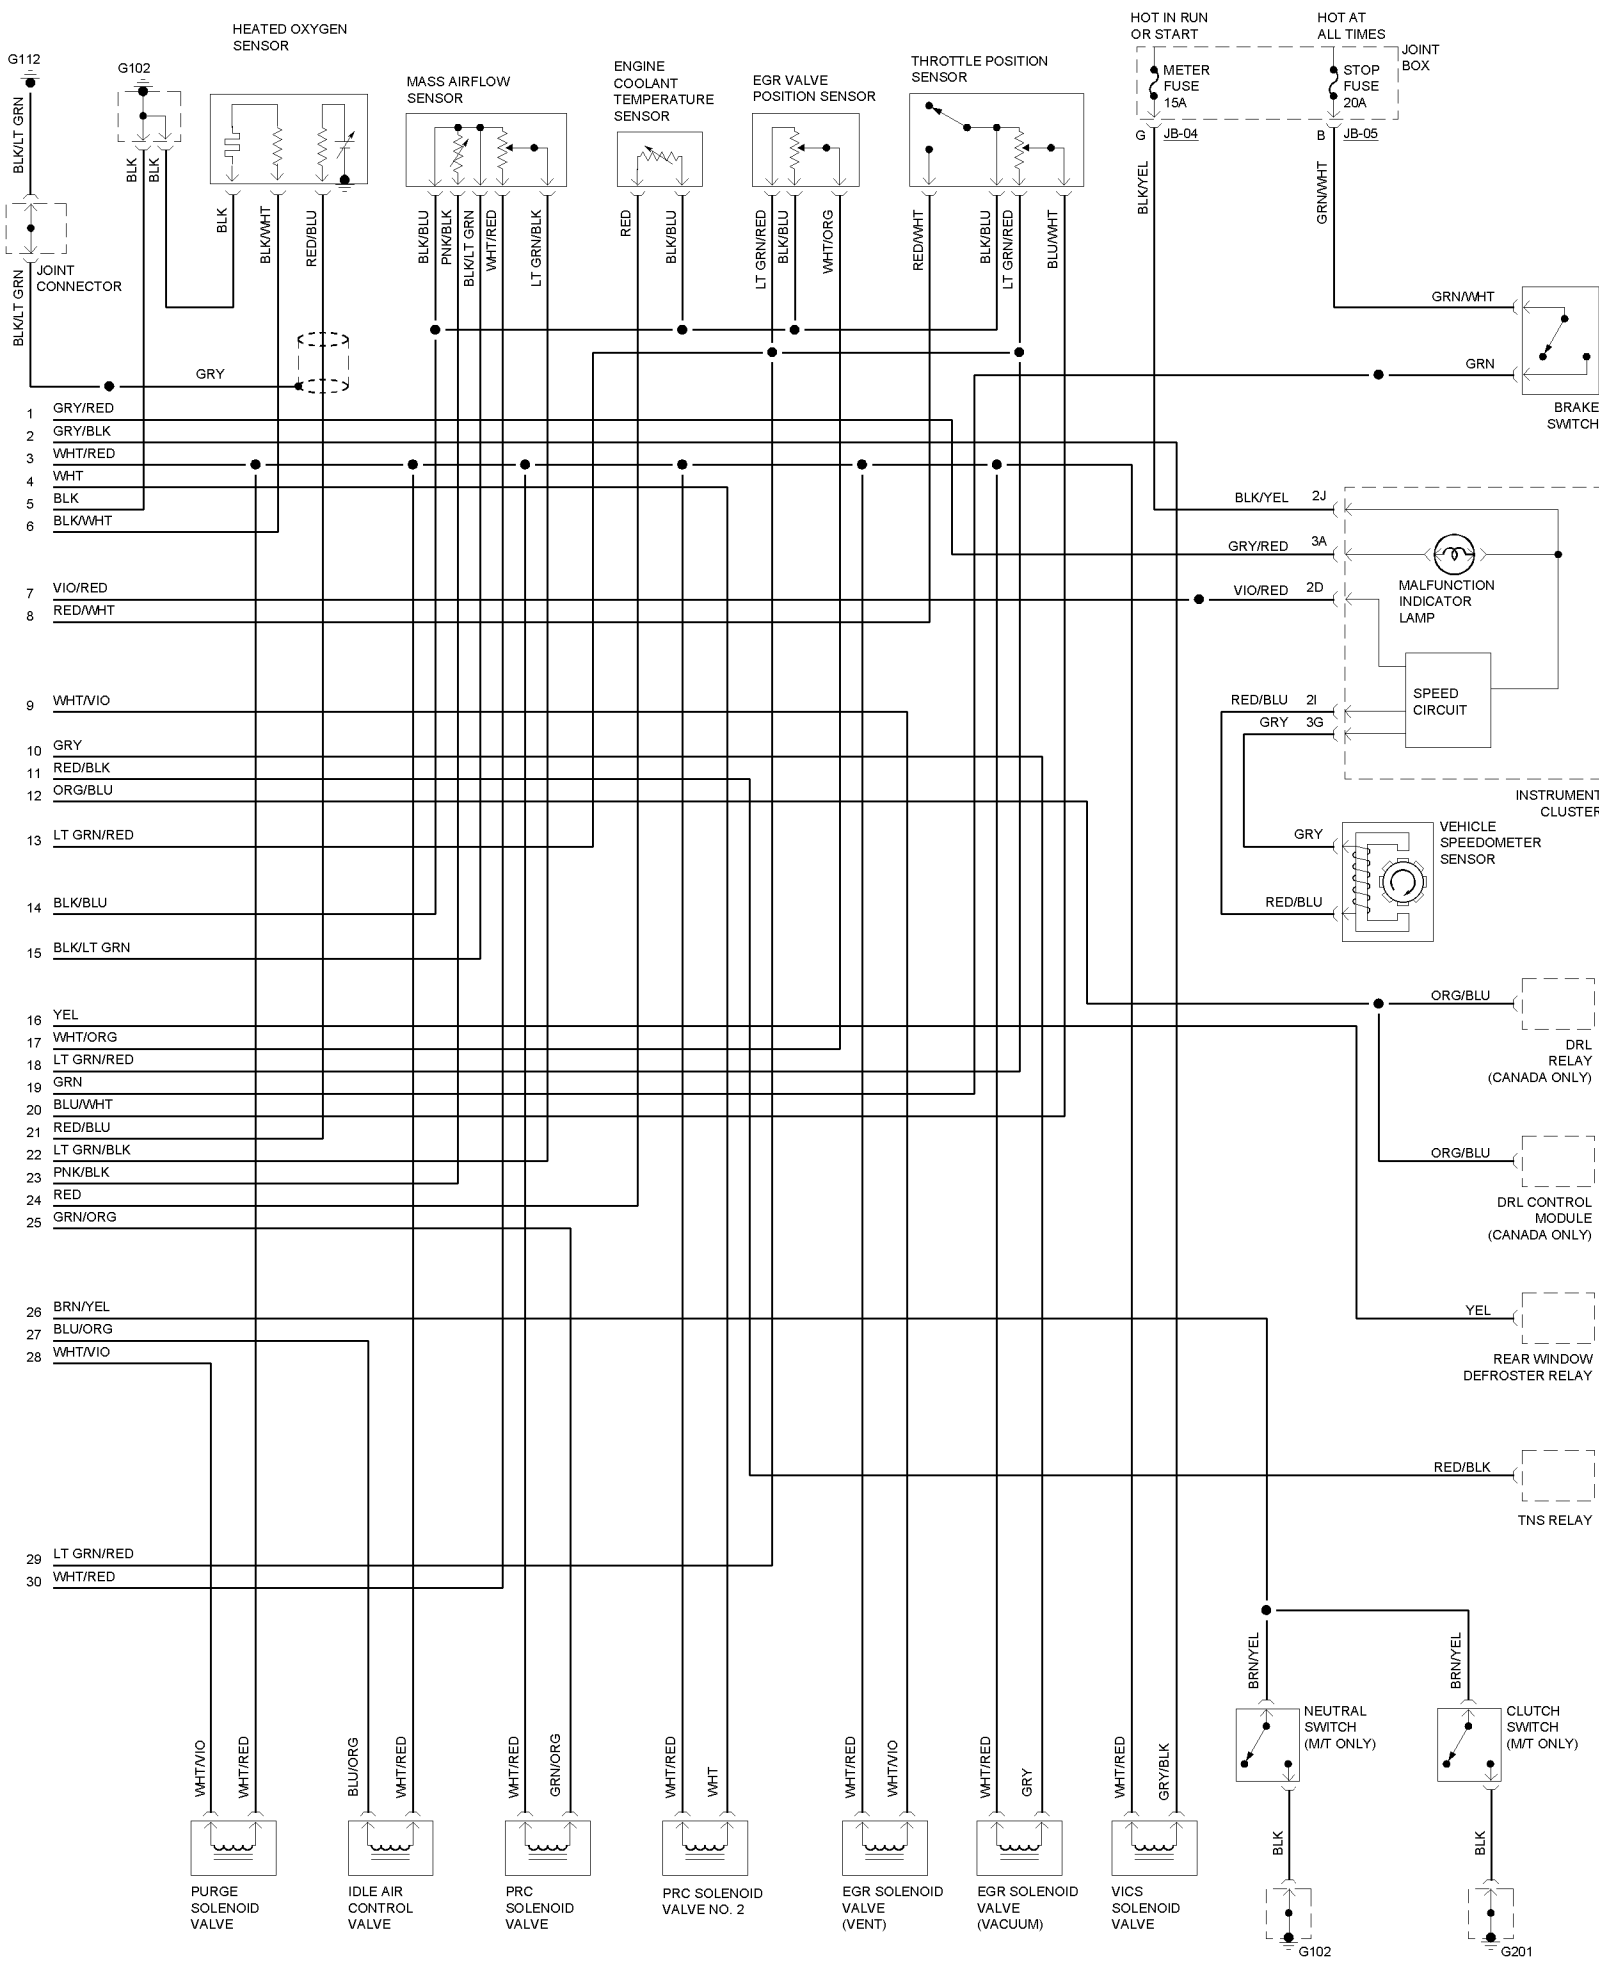 HEATED OXYGEN
SENSOR
G112
G102
MASS AIRFLOW
SENSOR
ENGINE
COOLANT
TEMPERATURE
SENSOR
EGR VALVE
POSITION SENSOR
THROTTLE POSITION
SENSOR
HOT IN RUN
OR START
HOT AT
ALL TIMES
JOINT
BOX
METER
FUSE
15A
STOP
FUSE
20A
G
JB-04
B
JB-05
BLK/LT GRN
BLK
BLK
BLK
BLK/WHT
RED/BLU
BLK/BLU
PNK/BLK
BLK/LT GRN
WHT/RED
LT GRN/BLK
RED
BLK/BLU
LT GRN/RED
BLK/BLU
WHT/ORG
RED/WHT
BLK/BLU
LT GRN/RED
BLU/WHT
BLK/YEL
GRN/WHT
JOINT
CONNECTOR
BLK/LT GRN
GRY
GRN/WHT
GRN
BRAKE
SWITCH
1 GRY/RED
2 GRY/BLK
3 WHT/RED
4 WHT
5 BLK
6 BLK/WHT
7 VIO/RED
8 RED/WHT
9 WHT/VIO
10 GRY
11 RED/BLK
12 ORG/BLU
13 LT GRN/RED
14 BLK/BLU
15 BLK/LT GRN
16 YEL
17 WHT/ORG
18 LT GRN/RED
19 GRN
20 BLU/WHT
21 RED/BLU
22 LT GRN/BLK
23 PNK/BLK
24 RED
25 GRN/ORG
26 BRN/YEL
27 BLU/ORG
28 WHT/VIO
29 LT GRN/RED
30 WHT/RED
BLK/YEL 2J
GRY/RED 3A
VIO/RED 2D
MALFUNCTION
INDICATOR
LAMP
SPEED
CIRCUIT
RED/BLU 2I
GRY 3G
INSTRUMENT
CLUSTER
GRY
RED/BLU
VEHICLE
SPEEDOMETER
SENSOR
ORG/BLU
DRL
RELAY
(CANADA ONLY)
ORG/BLU
DRL CONTROL
MODULE
(CANADA ONLY)
YEL
REAR WINDOW
DEFROSTER RELAY
RED/BLK
TNS RELAY
BRN/YEL
BRN/YEL
NEUTRAL
SWITCH
(M/T ONLY)
CLUTCH
SWITCH
(M/T ONLY)
BLK
BLK
G102
G201
WHT/VIO
WHT/RED
BLU/ORG
WHT/RED
WHT/RED
GRN/ORG
WHT/RED
WHT
WHT/RED
WHT/VIO
WHT/RED
GRY
WHT/RED
GRY/BLK
PURGE
SOLENOID
VALVE
IDLE AIR
CONTROL
VALVE
PRC
SOLENOID
VALVE
PRC SOLENOID
VALVE NO. 2
EGR SOLENOID
VALVE
(VENT)
EGR SOLENOID
VALVE
(VACUUM)
VICS
SOLENOID
VALVE